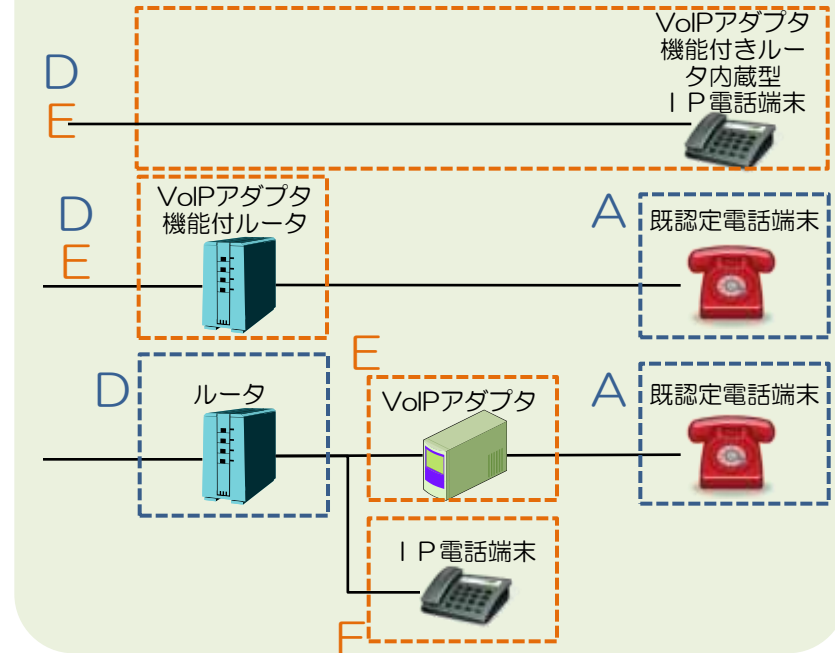 VoIPアダプタ
機能付きルー
タ内蔵型
ＩＰ電話端末
D
E
VoIPアダプタ
機能付ルータ
D
E
A
既認定電話端末
D
ルータ
E
VoIPアダプタ
A
既認定電話端末
ＩＰ電話端末
E